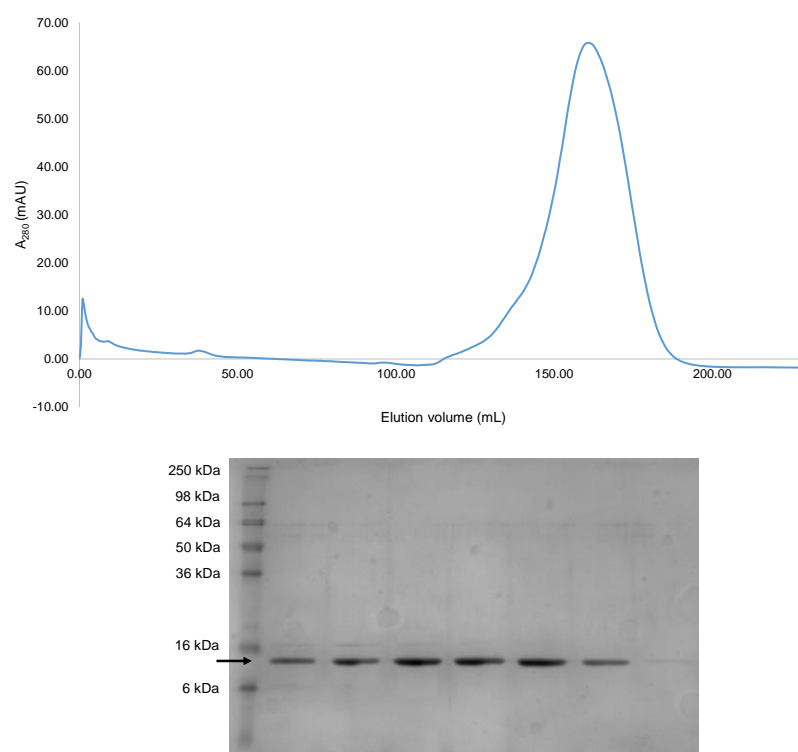 70.00
60.00
50.00
40.00
30.00
20.00
10.00
0.00
-10.00
A280 (mAU)
0.00 50.00 100.00 150.00 200.00
Elution volume (mL)
250 kDa
98 kDa
64 kDa
50 kDa
36 kDa
16 kDa
6 kDa